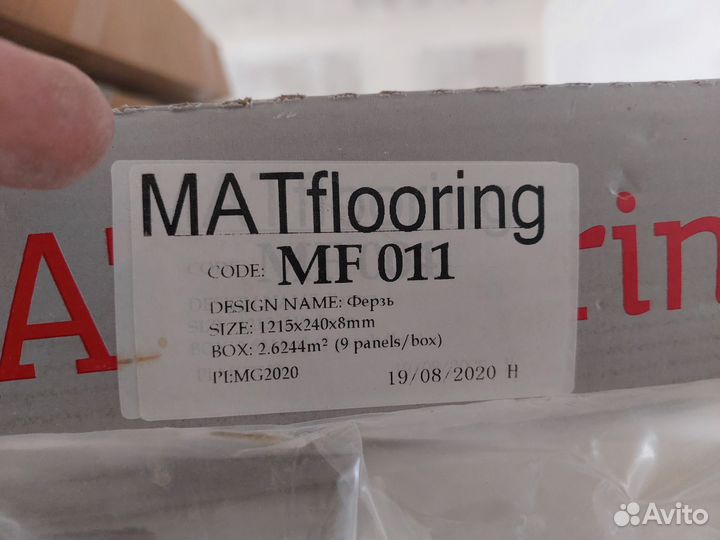 MATflooring
CODE: MF 011
DESIGN NAME: Ферзь
SIZE: 1215x240x8mm
BOX: 2.6244m² (9 panels/box)
PI:MG2020 19/08/2020 H
Avito